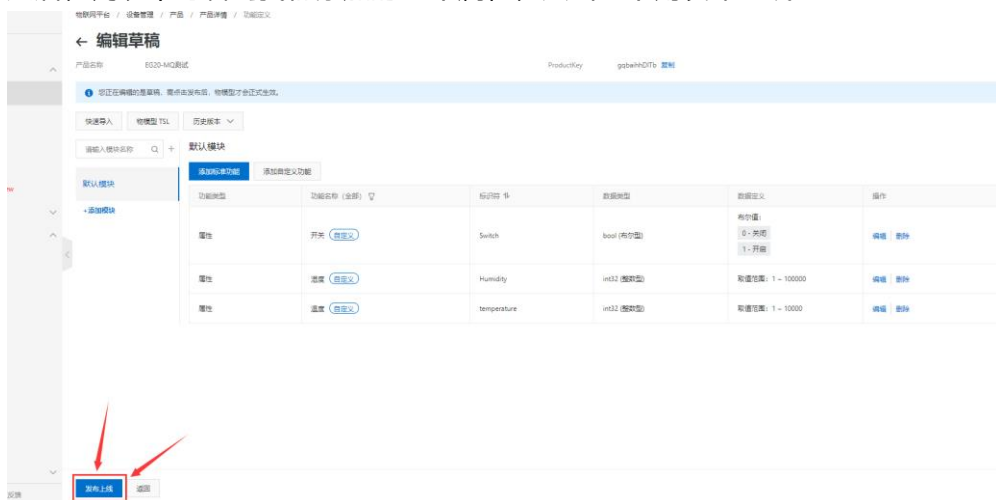 物联网平台 / 设备管理 / 产品 / 产品详情 / 功能定义
← 编辑草稿
产品名称 EG20-MQ测试 ProductKey gqbaihhDlTb 复制
您正在编辑的是草稿，需点击发布后，物模型才会正式生效。
快速导入 物模型 TSL 历史版本
请输入模块名称 + 默认模块
添加标准功能 添加自定义功能
默认模块
功能类型 功能名称（全部） 标识符 数据类型 数据定义 操作
+添加模块
属性 开关 自定义 Switch bool (布尔型) 布尔值： 0 - 关闭 1 - 开启 编辑 删除
属性 湿度 自定义 Humidity int32 (整数型) 取值范围：1 ~ 100000 编辑 删除
属性 温度 自定义 temperature int32 (整数型) 取值范围：1 ~ 10000 编辑 删除
发布上线 返回